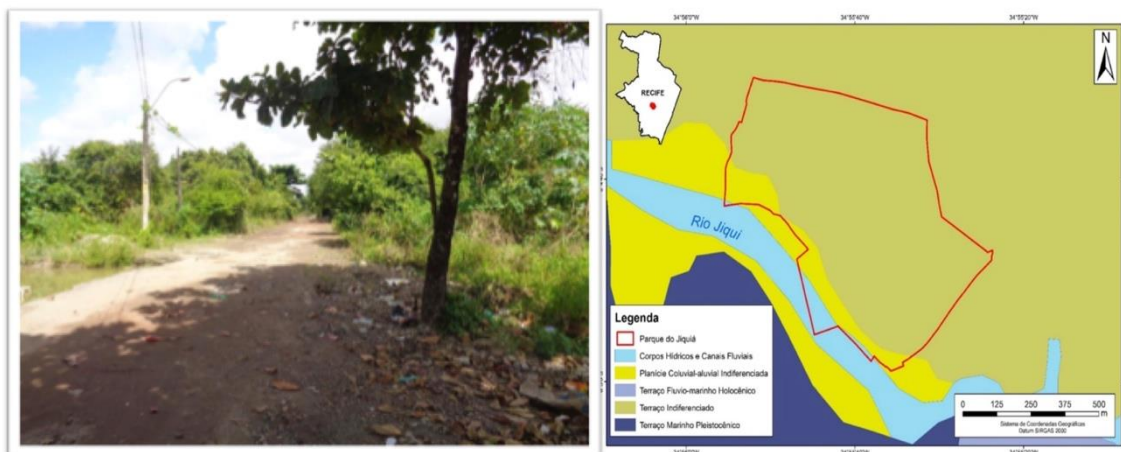 34°56'0"W
34°55'40"W
34°55'20"W
N
RECIFE
Rio Jiquí
Legenda
Parque do Jiquiá
Corpos Hídricos e Canais Fluviais
Planície Coluvial-aluvial Indiferenciada
Terraço Fluvio-marinho Holocênico
Terraço Indiferenciado
Terraço Marinho Pleistocênico
0 125 250 375 500
m
Sistema de Coordenadas Geográficas
Datum SIRGAS 2000